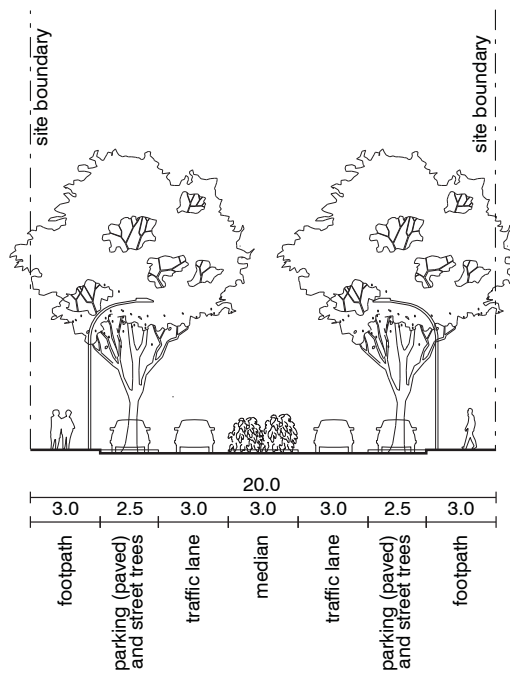 site boundary
site boundary
20.0
3.0 2.5 3.0 3.0 3.0 2.5 3.0
footpath
parking (paved)
and street trees
traffic lane
median
traffic lane
parking (paved)
and street trees
footpath